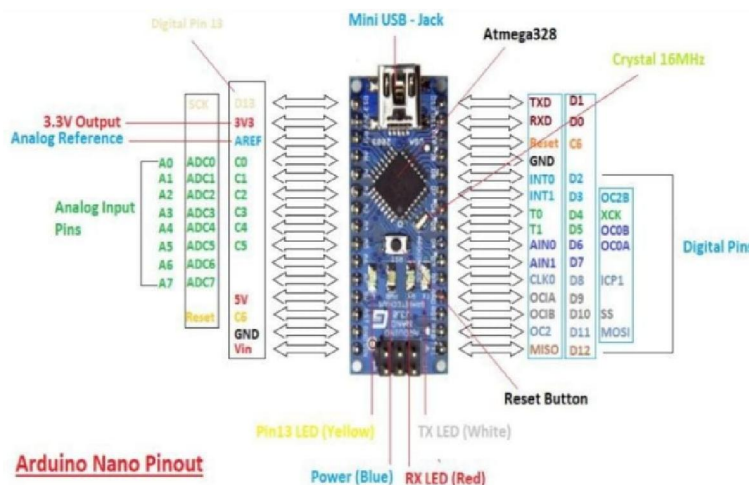 Mini USB - Jack
Digital Pin 13
Atmega328
Crystal 16MHz
SCK D13
3.3V Output 3V3
Analog Reference AREF
A0 ADC0 C0
A1 ADC1 C1
A2 ADC2 C2
A3 ADC3 C3
A4 ADC4 C4
A5 ADC5 C5
A6 ADC6
A7 ADC7
Analog Input
Pins
5V
Reset C6
GND
Vin
TXD D1
RXD D0
Reset C6
GND
INT0 D2
INT1 D3 OC2B
T0 D4 XCK
T1 D5 OC0B
AIN0 D6 OC0A
AIN1 D7
CLK0 D8 ICP1
OCIA D9
OCIB D10 SS
OC2 D11 MOSI
MISO D12
Digital Pins
Reset Button
Pin13 LED (Yellow)
TX LED (White)
Arduino Nano Pinout
Power (Blue)
RX LED (Red)